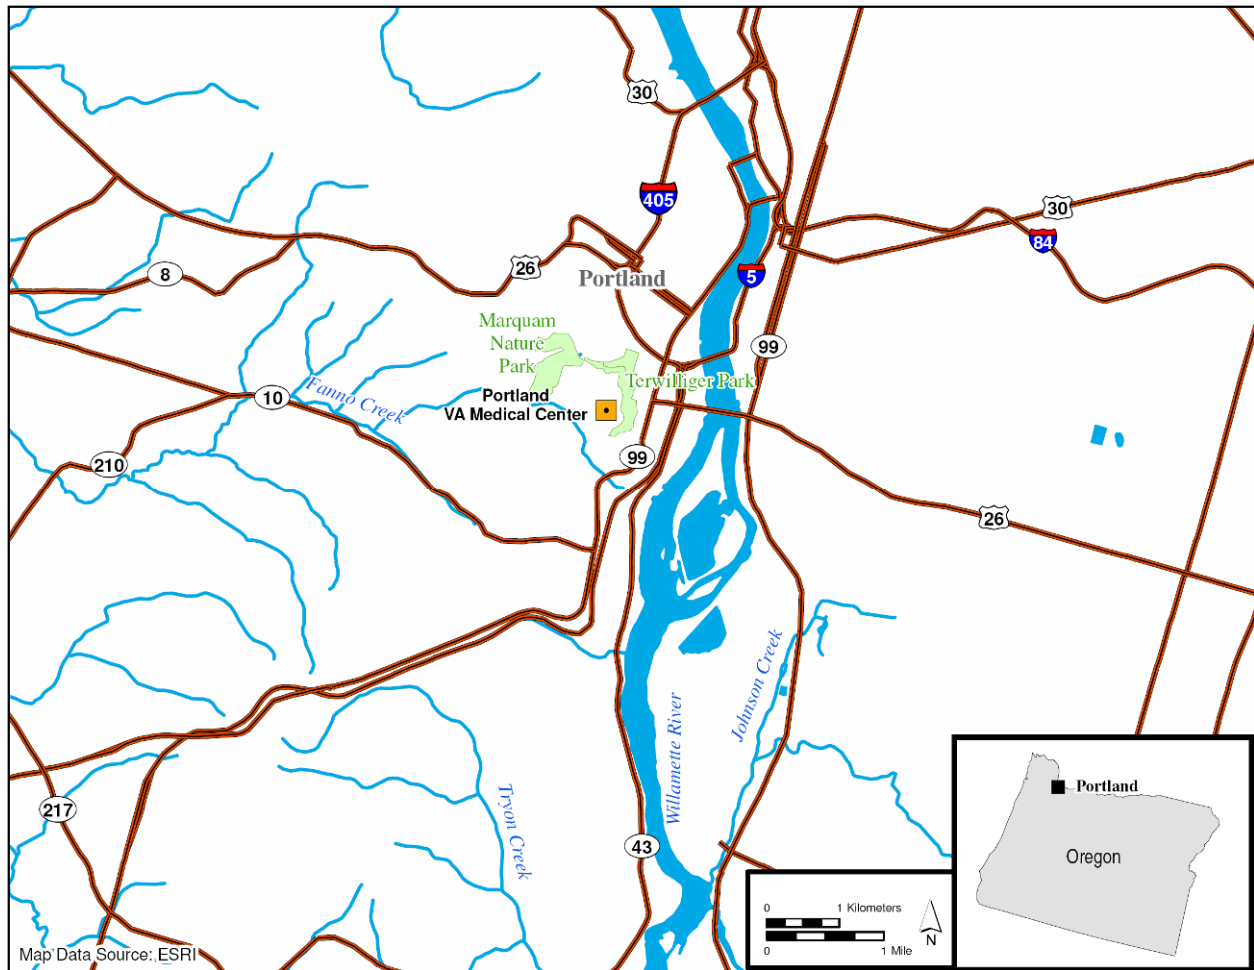 30
405
30
84
8
26
Portland
5
Marquam
Nature
Park
99
Terwilliger Park
Fanno Creek
10
Portland
VA Medical Center
210
99
26
Johnson Creek
Willamette River
Tryon Creek
217
43
Portland
Oregon
0
1 Kilometers
0
1 Mile
N
Map Data Source: ESRI